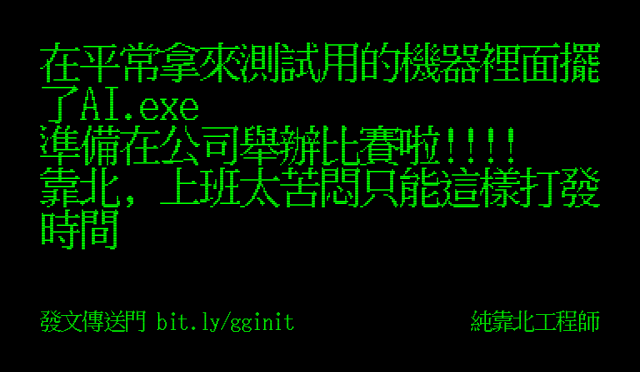 在平常拿來測試用的機器裡面擺
了AI.exe
準備在公司舉辦比賽啦!!!!
靠北, 上班太苦悶只能這樣打發
時間
發文傳送門 bit.ly/gginit
純靠北工程師